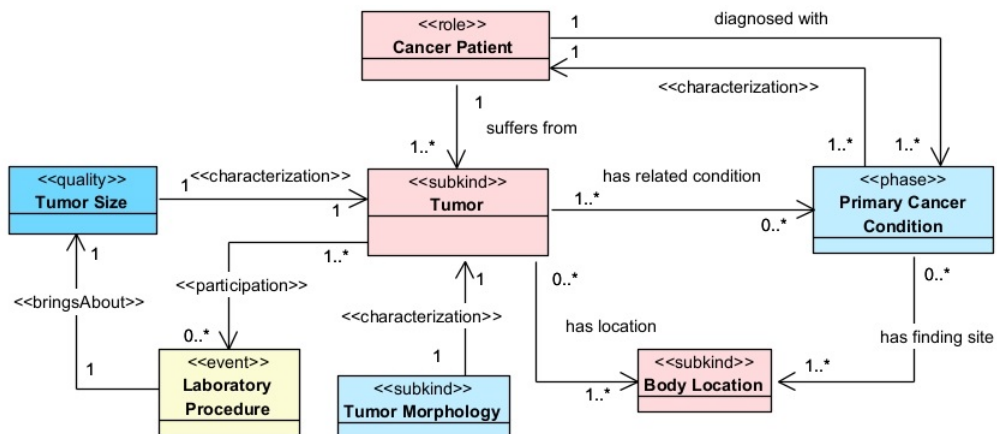 <<role>>
Cancer Patient
1
diagnosed with
1
<<characterization>>
1
suffers from
1..*
1..*
1..*
<<quality>>
Tumor Size
1
<<characterization>>
1
<<subkind>>
Tumor
has related condition
1..*
0..*
<<phase>>
Primary Cancer
Condition
1
<<bringsAbout>>
1
1..*
<<participation>>
0..*
1
<<characterization>>
1
0..*
has location
1..*
0..*
has finding site
1..*
<<event>>
Laboratory
Procedure
<<subkind>>
Tumor Morphology
<<subkind>>
Body Location